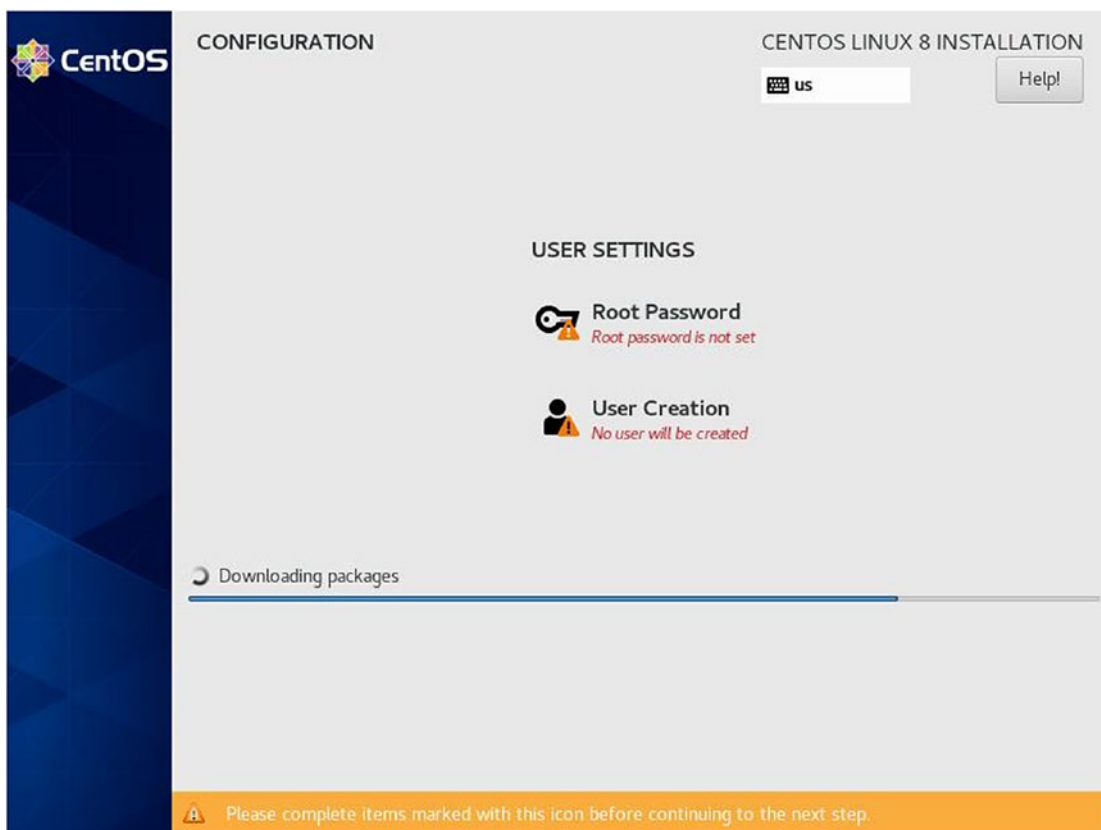 CentOS
CONFIGURATION
CENTOS LINUX 8 INSTALLATION
us
Help!
USER SETTINGS
Root Password
Root password is not set
User Creation
No user will be created
Downloading packages
Please complete items marked with this icon before continuing to the next step.